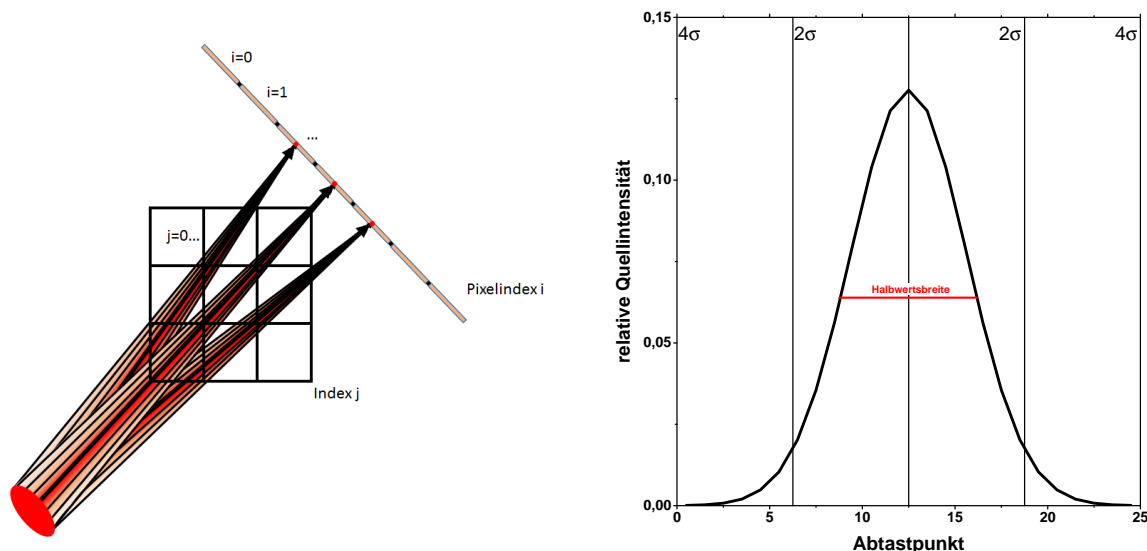 i=0
i=1
...
j=0...
Pixelindex i
Index j
0,15
4σ
2σ
2σ
4σ
0,10
relative Quellintensität
Halbwertsbreite
0,05
0,00
0
5
10
15
20
25
Abtastpunkt